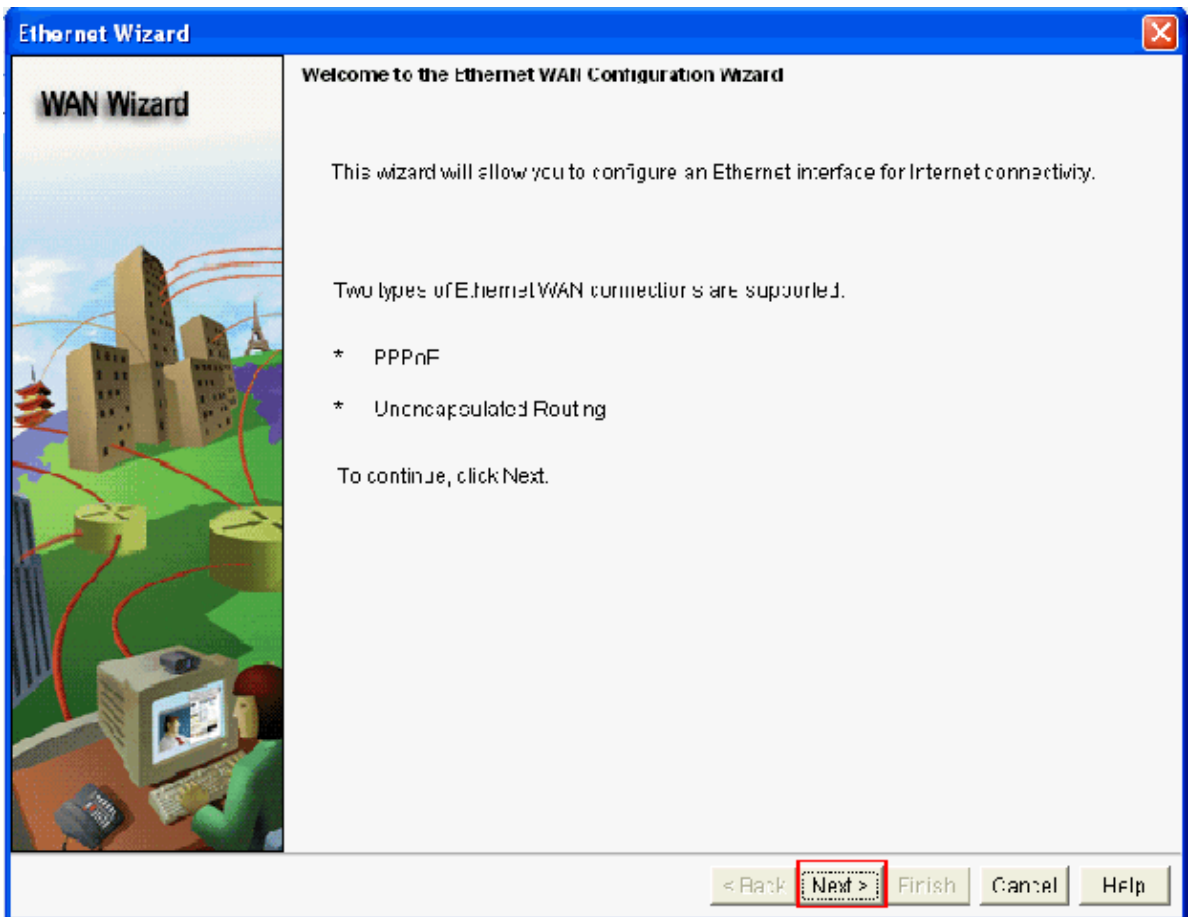 Ethernet Wizard
WAN Wizard
Welcome to the Ethernet WAN Configuration Wizard
This wizard will allow you to configure an Ethernet interface for Internet connectivity.
Two types of Ethernet WAN connections are supported.
* PPPoE
* Unencapsulated Routing
To continue, click Next.
< Back Next > Finish Cancel Help